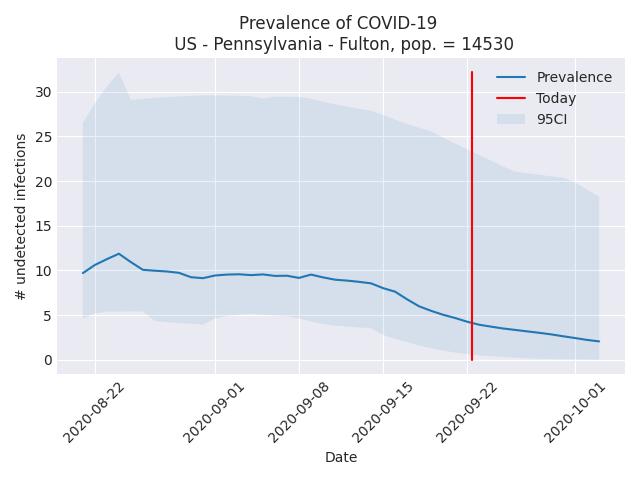 Prevalence of COVID-19
US - Pennsylvania - Fulton, pop. = 14530
Prevalence
Today
95CI
# undetected infections
30
25
20
15
10
5
0
2020-08-22
2020-09-01
2020-09-08
2020-09-15
2020-09-22
2020-10-01
Date